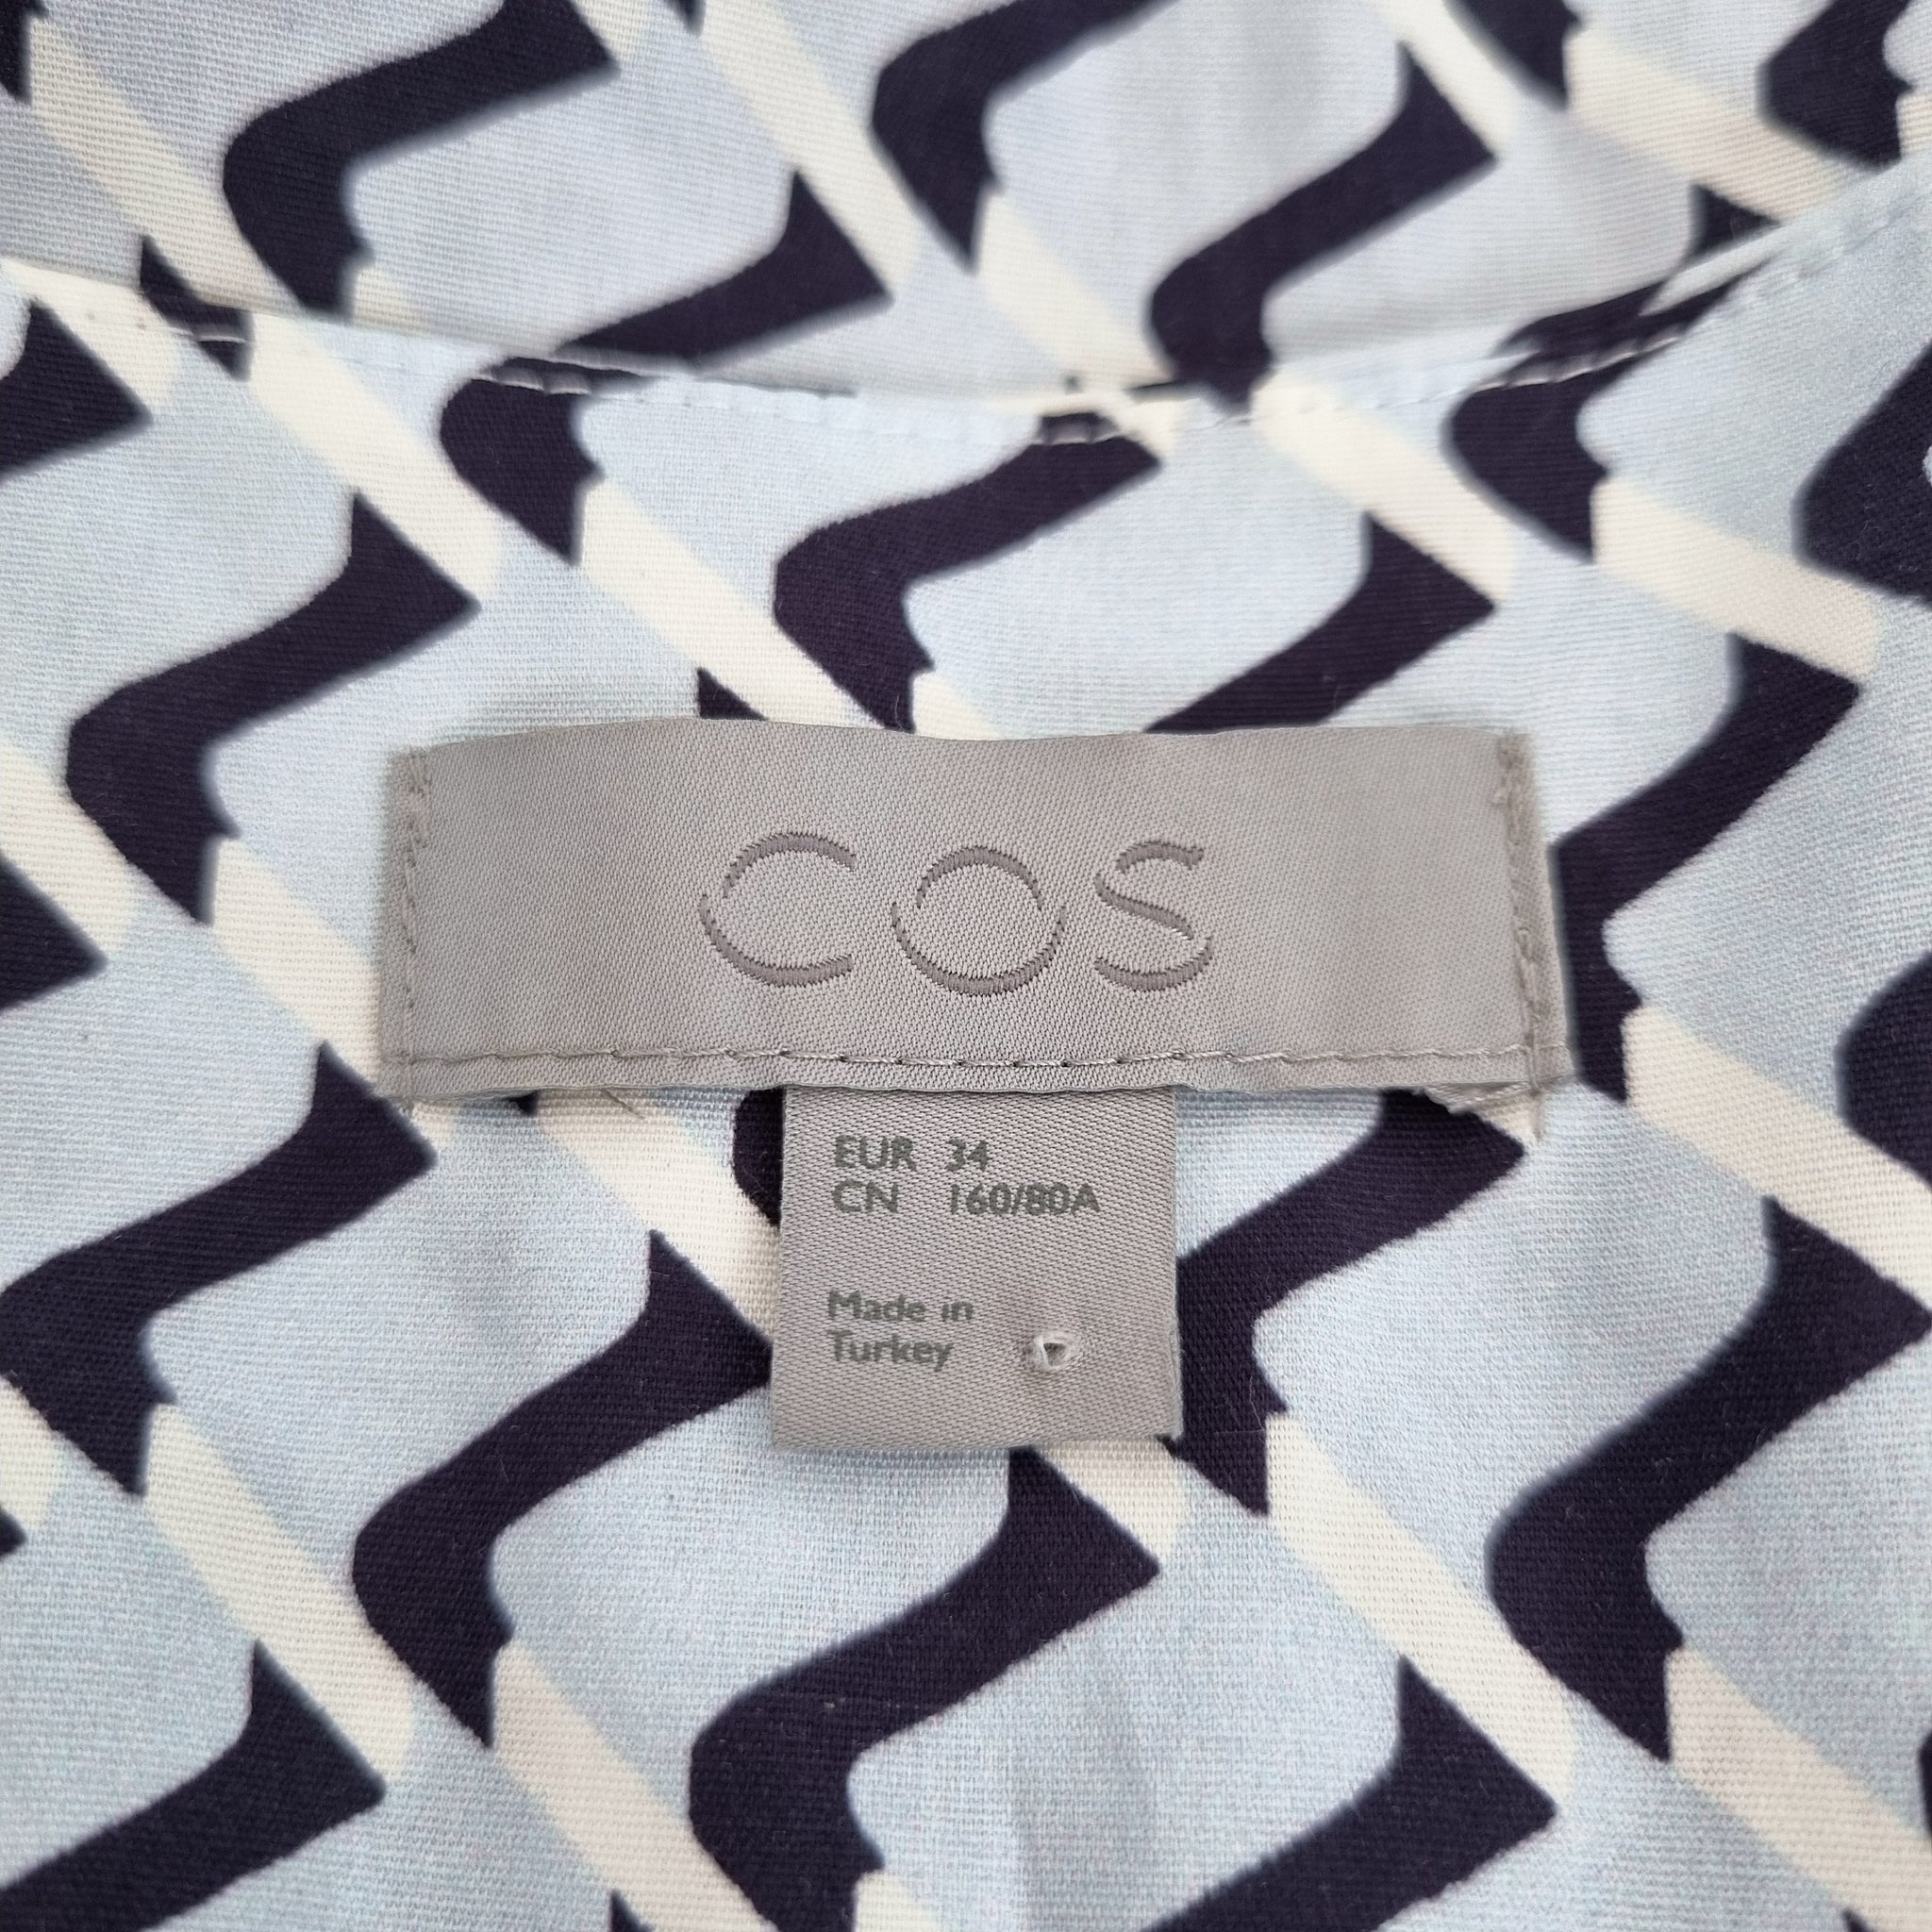 COS
EUR 34
CN 160/80A
Made in
Turkey